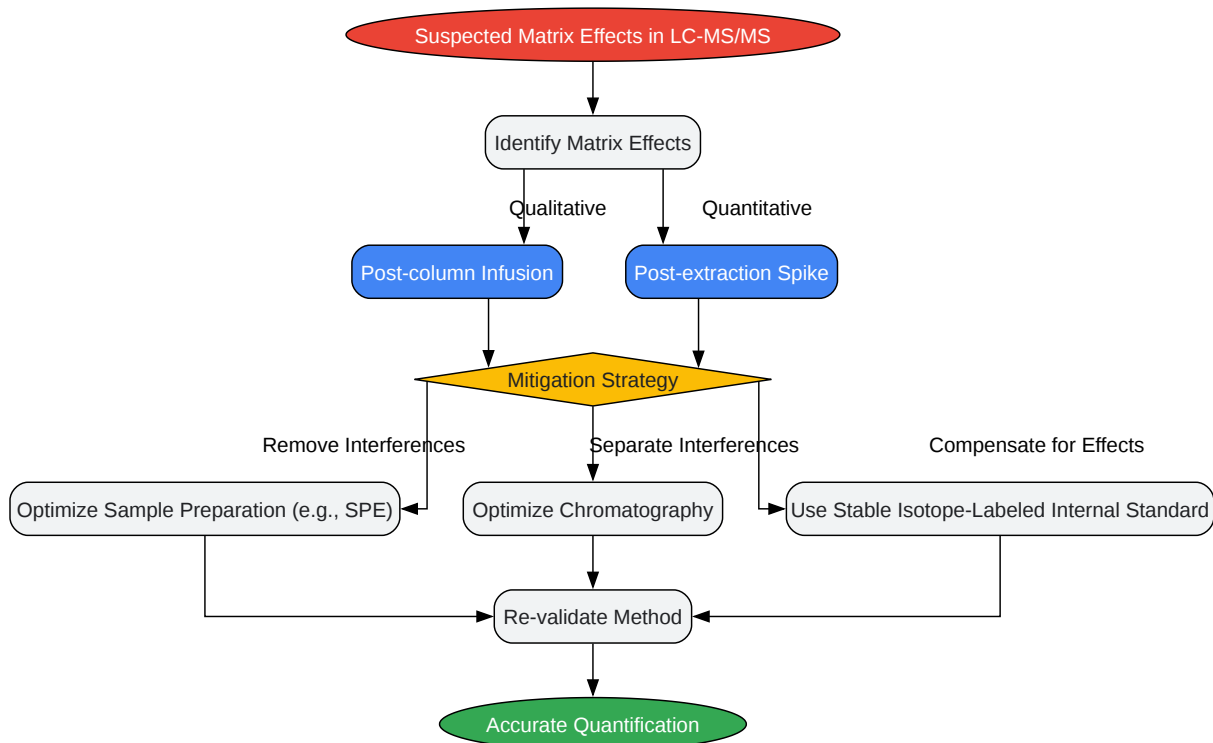 Suspected Matrix Effects in LC-MS/MS
Identify Matrix Effects
Qualitative
Quantitative
Post-column Infusion
Post-extraction Spike
Mitigation Strategy
Remove Interferences
Separate Interferences
Compensate for Effects
Optimize Sample Preparation (e.g., SPE)
Optimize Chromatography
Use Stable Isotope-Labeled Internal Standard
Re-validate Method
Accurate Quantification